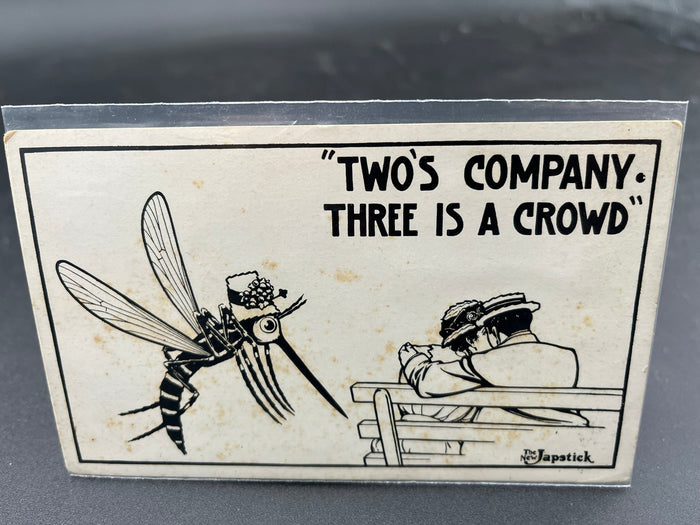 "TWO'S COMPANY.
THREE IS A CROWD"
The New Japstick